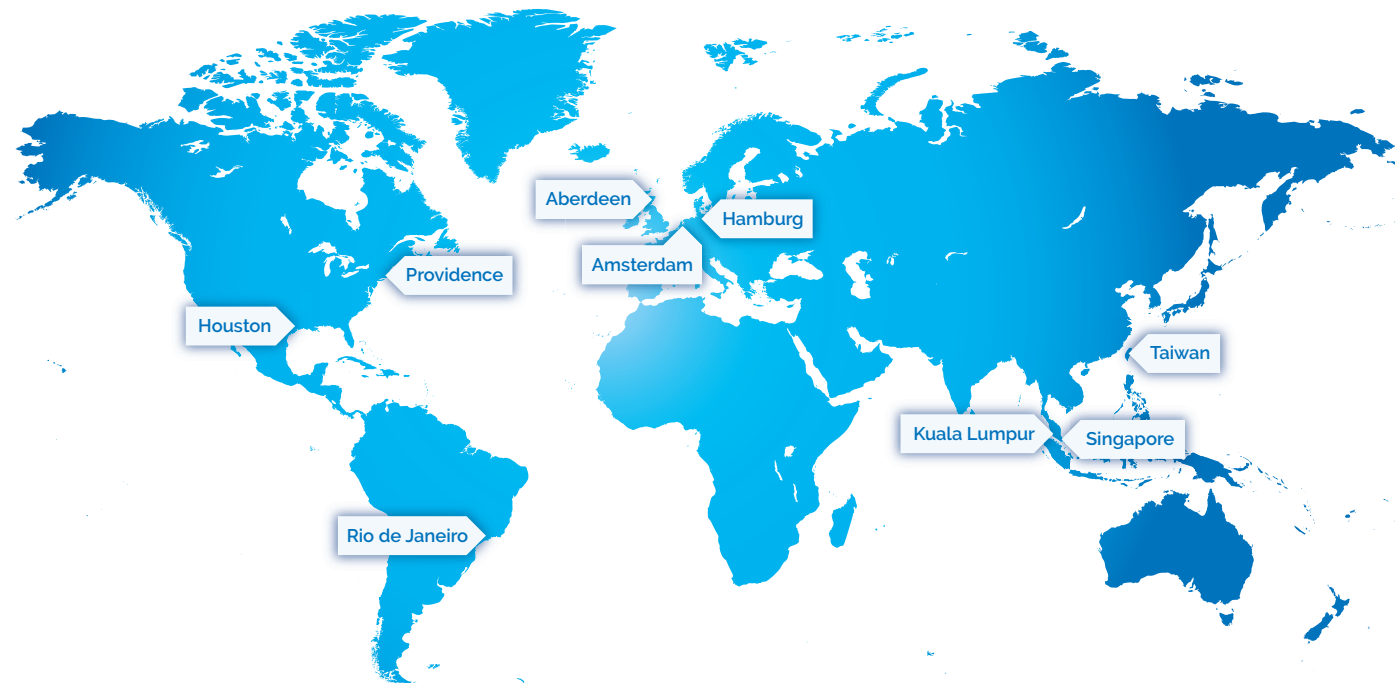 Aberdeen
Hamburg
Amsterdam
Providence
Houston
Taiwan
Kuala Lumpur
Singapore
Rio de Janeiro